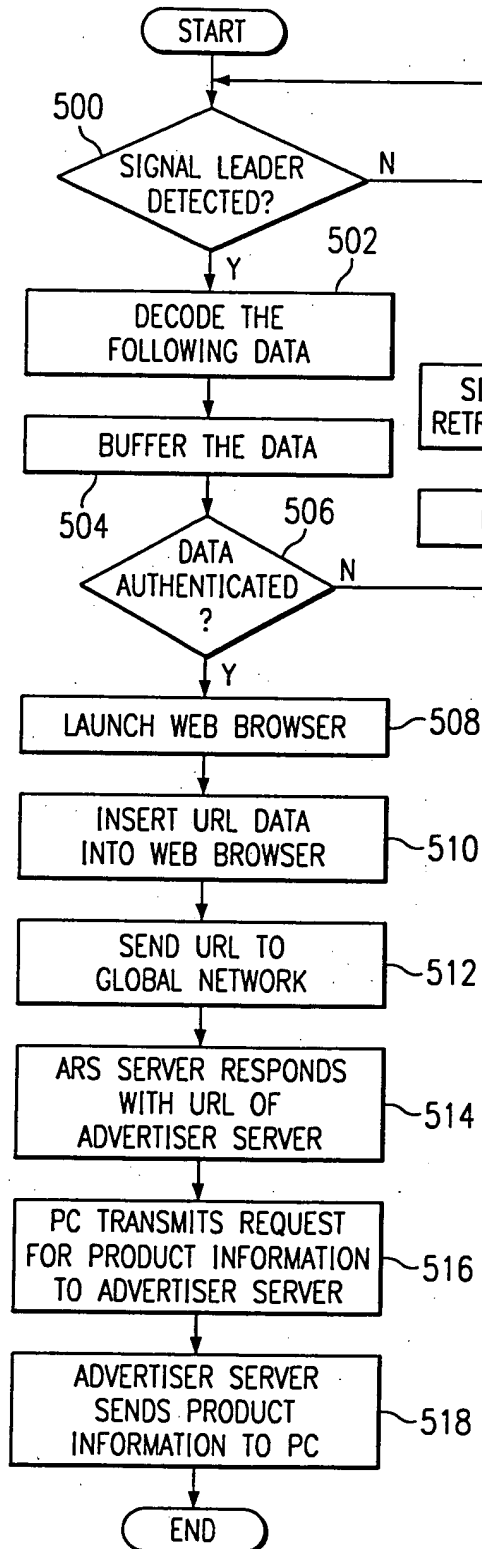 START
500
SIGNAL LEADER
DETECTED?
N
Y
502
DECODE THE
FOLLOWING DATA
BUFFER THE DATA
504
506
DATA
AUTHENTICATED
?
N
Y
LAUNCH WEB BROWSER
508
INSERT URL DATA
INTO WEB BROWSER
510
SEND URL TO
GLOBAL NETWORK
512
ARS SERVER RESPONDS
WITH URL OF
ADVERTISER SERVER
514
PC TRANSMITS REQUEST
FOR PRODUCT INFORMATION
TO ADVERTISER SERVER
516
ADVERTISER SERVER
SENDS PRODUCT
INFORMATION TO PC
518
END